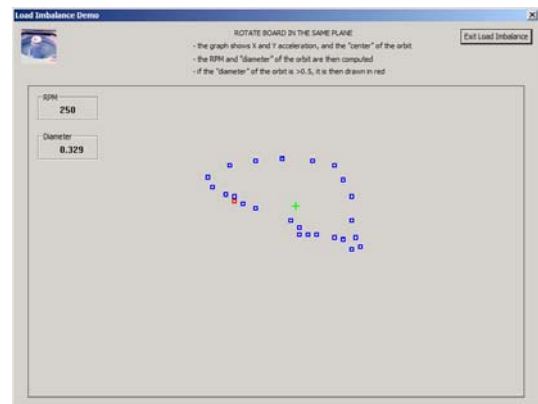 Load Imbalance Demo
ROTATE BOARD IN THE SAME PLANE
- the graph shows X and Y acceleration, and the "center" of the orbit
- the RPM and "diameter" of the orbit are then computed
- if the "diameter" of the orbit is >0.5, it is then drawn in red
Exit Load Imbalance
RPM
250
Diameter
0.329